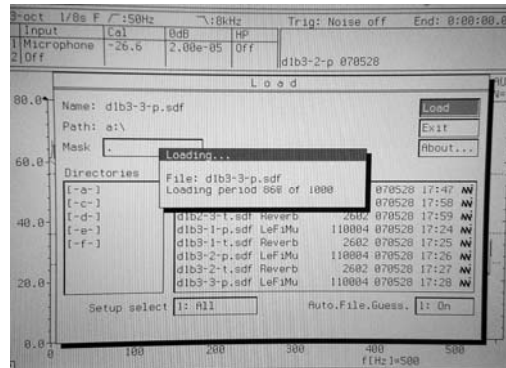 3-oct 1/8s F /¯:50Hz ¯\:8kHz Trig: Noise off End: 0:00:00.0
Input Cal 0dB HP
1 Microphone -26.6 2.00e-05 Off
2 Off
d1b3-2-p 070528
Load
80.0
Name: d1b3-3-p.sdf Load
Path: a:\ Exit
Mask . About...
Loading...
60.0
Directories File: d1b3-3-p.sdf
[-a-] Loading period 868 of 1000 070528 17:47
[-c-] 070528 17:58
[-d-] d1b2-3-t.sdf Reverb 2602 070528 17:59
40.0
[-e-] d1b3-1-p.sdf LeFiMu 110004 070528 17:24
[-f-] d1b3-1-t.sdf Reverb 2602 070528 17:25
d1b3-2-p.sdf LeFiMu 110004 070528 17:26
d1b3-2-t.sdf Reverb 2602 070528 17:27
20.0
d1b3-3-p.sdf LeFiMu 110004 070528 17:28
Setup select 1: All Auto.File.Guess. 1: On
0.0
100 200 300 400 500
f[Hz]=500